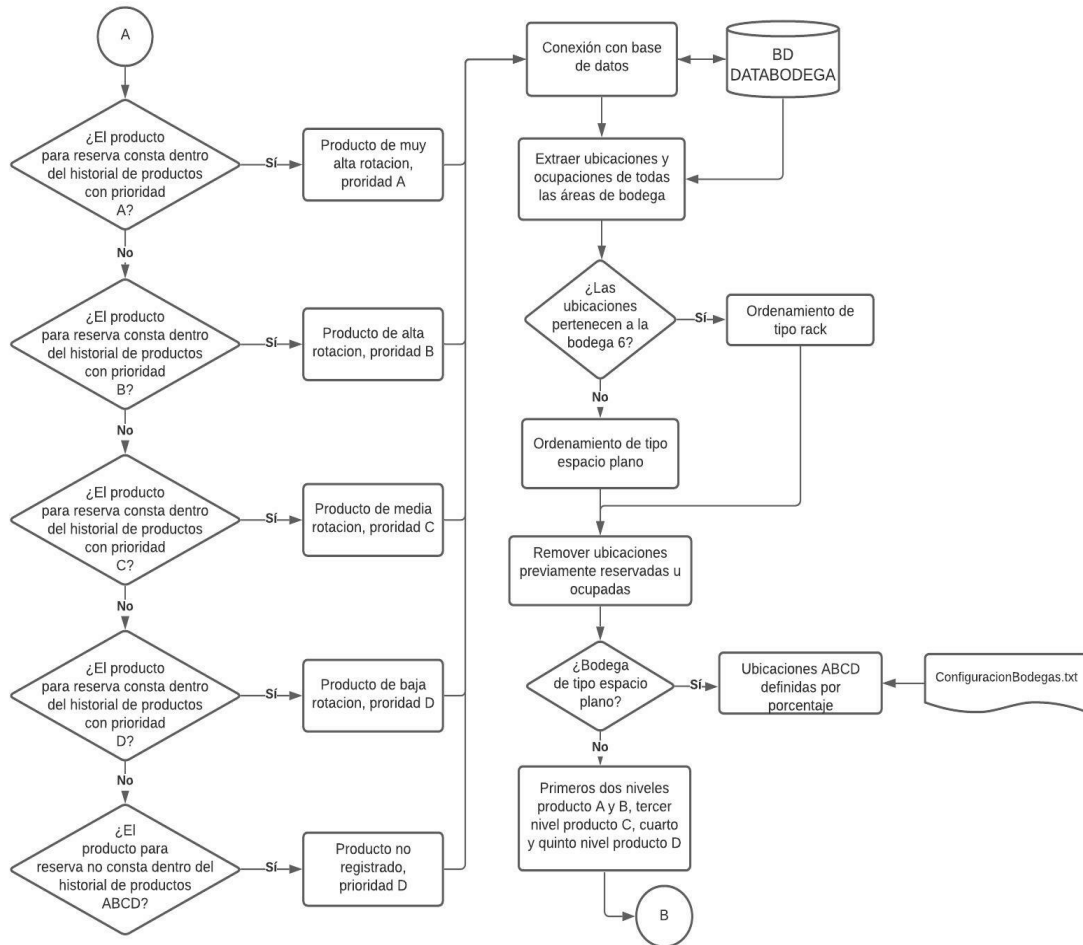 A
¿El producto
para reserva consta dentro
del historial de productos
con prioridad
A?
Sí
Producto de muy
alta rotacion,
proridad A
No
¿El producto
para reserva consta dentro
del historial de productos
con prioridad
B?
Sí
Producto de alta
rotacion, proridad B
No
¿El producto
para reserva consta dentro
del historial de productos
con prioridad
C?
Sí
Producto de media
rotacion, proridad C
No
¿El producto
para reserva consta dentro
del historial de productos
con prioridad
D?
Sí
Producto de baja
rotacion, proridad D
No
¿El
producto para
reserva no consta dentro del
historial de productos
ABCD?
Sí
Producto no
registrado,
prioridad D
Conexión con base
de datos
BD
DATABODEGA
Extraer ubicaciones y
ocupaciones de todas
las áreas de bodega
¿Las
ubicaciones
pertenecen a la
bodega 6?
Sí
Ordenamiento de
tipo rack
No
Ordenamiento de tipo
espacio plano
Remover ubicaciones
previamente reservadas u
ocupadas
¿Bodega
de tipo espacio
plano?
Sí
Ubicaciones ABCD
definidas por
porcentaje
ConfiguracionBodegas.txt
No
Primeros dos niveles
producto A y B, tercer
nivel producto C, cuarto
y quinto nivel producto D
B